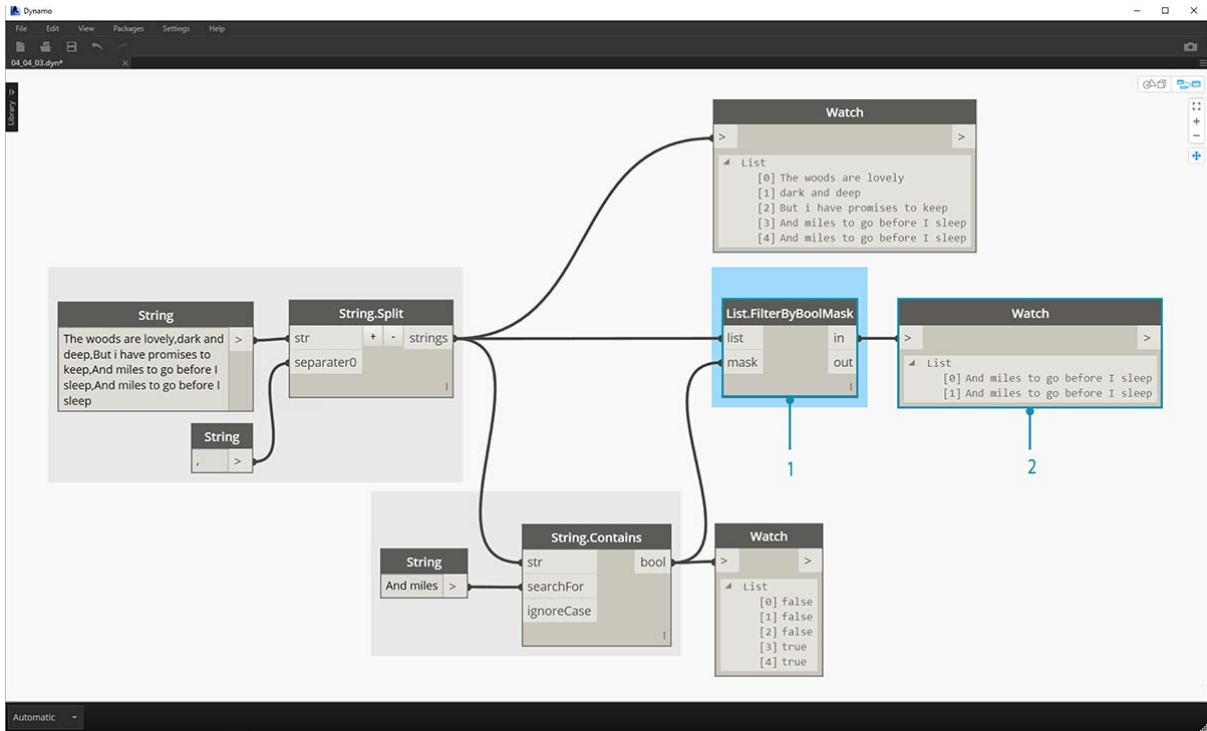 Dynamo
File Edit View Packages Settings Help
04_04_03.dyn*
Library
Watch
> >
List
[0] The woods are lovely
[1] dark and deep
[2] But i have promises to keep
[3] And miles to go before I sleep
[4] And miles to go before I sleep
String
The woods are lovely,dark and
deep,But i have promises to
keep,And miles to go before I
sleep,And miles to go before I
sleep
>
String.Split
str + - strings
separater0
l
String
, >
List.FilterByBoolMask
list in
mask out
l
1
Watch
> >
List
[0] And miles to go before I sleep
[1] And miles to go before I sleep
2
String
And miles >
String.Contains
str bool
searchFor
ignoreCase
l
Watch
> >
List
[0] false
[1] false
[2] false
[3] true
[4] true
Automatic